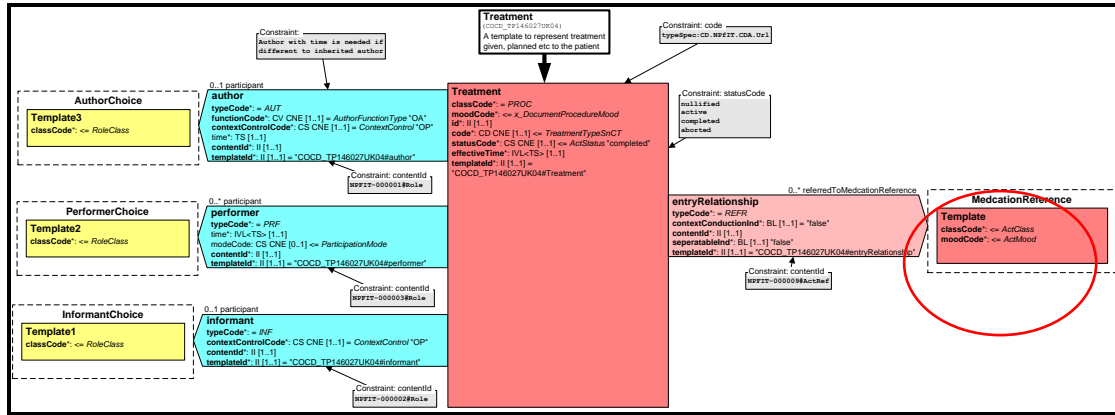 Treatment
(COCD_TP146027UK04)
A template to represent treatment
given, planned etc to the patient
Constraint:
Author with time is needed if
different to inherited author
Constraint: code
typeSpec:CD.NPfIT.CDA.Url
Constraint: statusCode
nullified
active
completed
aborted
AuthorChoice
Template3
classCode*: <= RoleClass
0..1 participant
author
typeCode*: = AUT
functionCode*: CV CNE [1..1] = AuthorFunctionType "OA"
contextControlCode*: CS CNE [1..1] = ContextControl "OP"
time*: TS [1..1]
contentId*: II [1..1]
templateId*: II [1..1] = "COCD_TP146027UK04#author"
Constraint: contentId
NPFIT-000001#Role
Treatment
classCode*: = PROC
moodCode*: <= x_DocumentProcedureMood
id*: II [1..1]
code*: CD CNE [1..1] <= TreatmentTypeSnCT
statusCode*: CS CNE [1..1] <= ActStatus "completed"
effectiveTime*: IVL<TS> [1..1]
templateId*: II [1..1] =
"COCD_TP146027UK04#Treatment"
PerformerChoice
Template2
classCode*: <= RoleClass
0..* participant
performer
typeCode*: = PRF
time*: IVL<TS> [1..1]
modeCode: CS CNE [0..1] <= ParticipationMode
contentId*: II [1..1]
templateId*: II [1..1] = "COCD_TP146027UK04#performer"
Constraint: contentId
NPFIT-000003#Role
0..* referredToMedcationReference
entryRelationship
typeCode*: = REFR
contextConductionInd*: BL [1..1] = "false"
contentId*: II [1..1]
seperatableInd*: BL [1..1] "false"
templateId*: II [1..1] = "COCD_TP146027UK04#entryRelationship"
Constraint: contentId
NPFIT-000009#ActRef
MedcationReference
Template
classCode*: <= ActClass
moodCode*: <= ActMood
InformantChoice
Template1
classCode*: <= RoleClass
0..1 participant
informant
typeCode*: = INF
contextControlCode*: CS CNE [1..1] = ContextControl "OP"
contentId*: II [1..1]
templateId*: II [1..1] = "COCD_TP146027UK04#informant"
Constraint: contentId
NPFIT-000002#Role